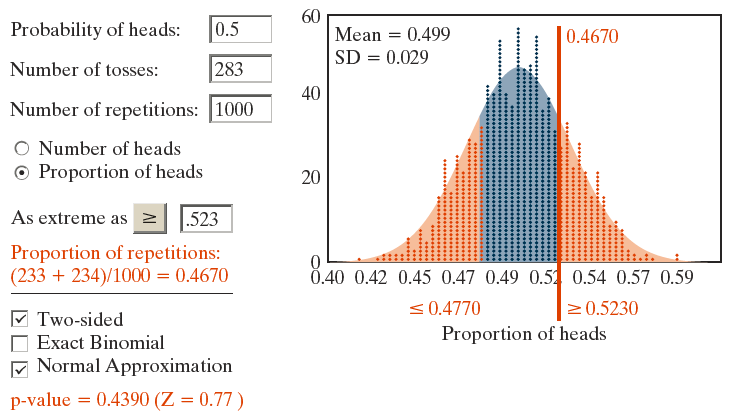 Probability of heads: 0.5
Number of tosses: 283
Number of repetitions: 1000
Number of heads
Proportion of heads
As extreme as ≥ .523
Proportion of repetitions:
(233 + 234)/1000 = 0.4670
Two-sided
Exact Binomial
Normal Approximation
p-value = 0.4390 (Z = 0.77 )
60
Mean = 0.499
SD = 0.029
0.4670
40
20
0
0.40 0.42 0.45 0.47 0.49 0.52 0.54 0.57 0.59
≤ 0.4770 ≥ 0.5230
Proportion of heads